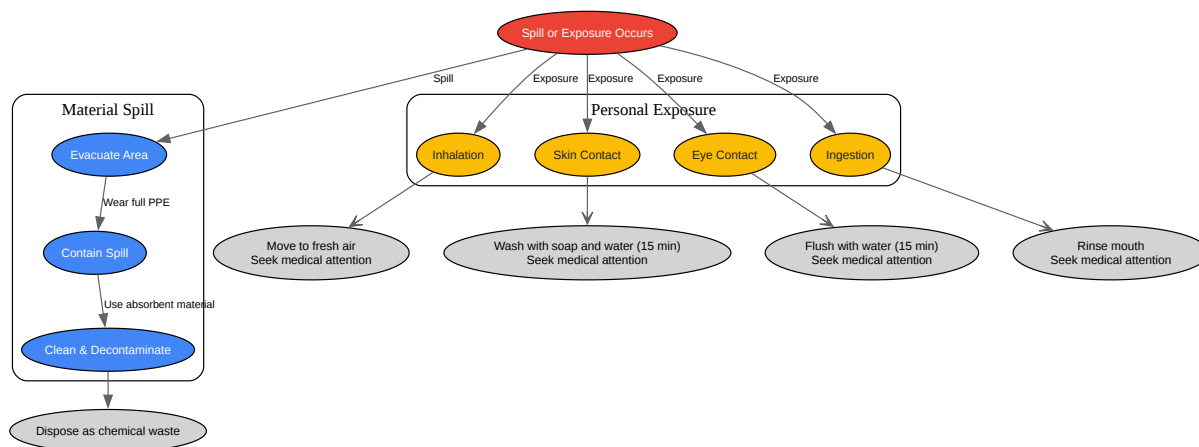 Spill or Exposure Occurs
Spill
Exposure
Exposure
Exposure
Exposure
Material Spill
Personal Exposure
Evacuate Area
Inhalation
Skin Contact
Eye Contact
Ingestion
Wear full PPE
Contain Spill
Move to fresh air
Seek medical attention
Wash with soap and water (15 min)
Seek medical attention
Flush with water (15 min)
Seek medical attention
Rinse mouth
Seek medical attention
Use absorbent material
Clean & Decontaminate
Dispose as chemical waste